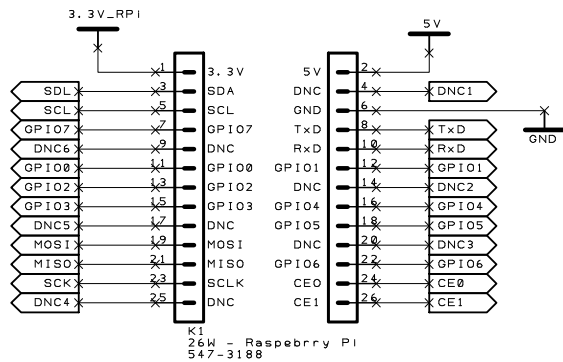 3.3V_RPI
5V
1 3.3V 5V 2
SDL 3 SDA DNC 4 DNC1
SCL 5 SCL GND 6
GPIO7 7 GPIO7 TxD 8 TxD
GND
DNC6 9 DNC RxD 10 RxD
GPIO0 11 GPIO0 GPIO1 12 GPIO1
GPIO2 13 GPIO2 DNC 14 DNC2
GPIO3 15 GPIO3 GPIO4 16 GPIO4
DNC5 17 DNC GPIO5 18 GPIO5
MOSI 19 MOSI DNC 20 DNC3
MISO 21 MISO GPIO6 22 GPIO6
SCK 23 SCLK CE0 24 CE0
DNC4 25 DNC CE1 26 CE1
K1
26W - Raspebrry PI
547-3188